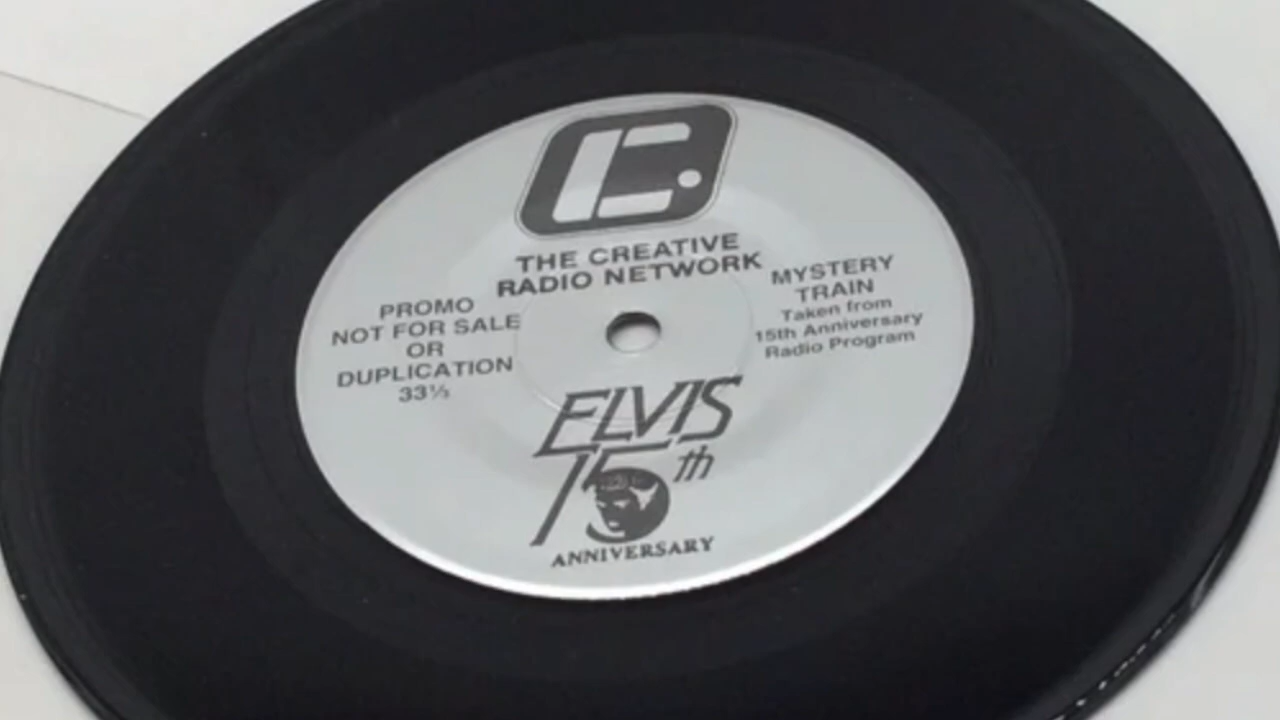 THE CREATIVE
RADIO NETWORK
PROMO
NOT FOR SALE
OR
DUPLICATION
33⅓
MYSTERY
TRAIN
Taken from
15th Anniversary
Radio Program
ELVIS
15th
ANNIVERSARY